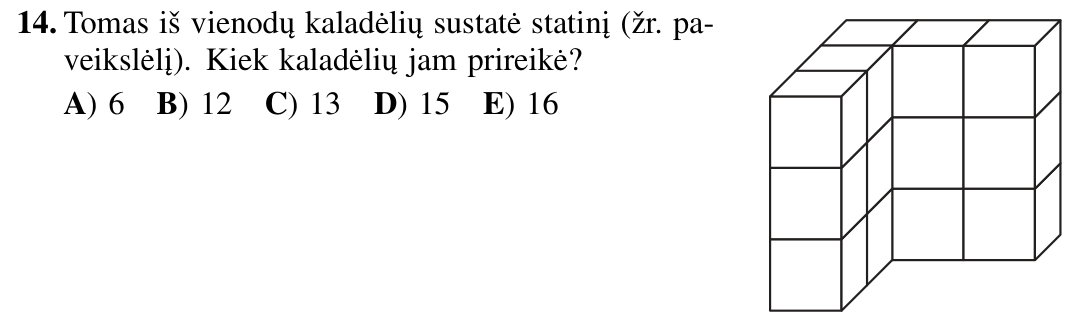 14. Tomas iš vienodų kaladėlių sustatė statinį (žr. pa-
veikslėlį). Kiek kaladėlių jam prireikė?
A) 6 B) 12 C) 13 D) 15 E) 16